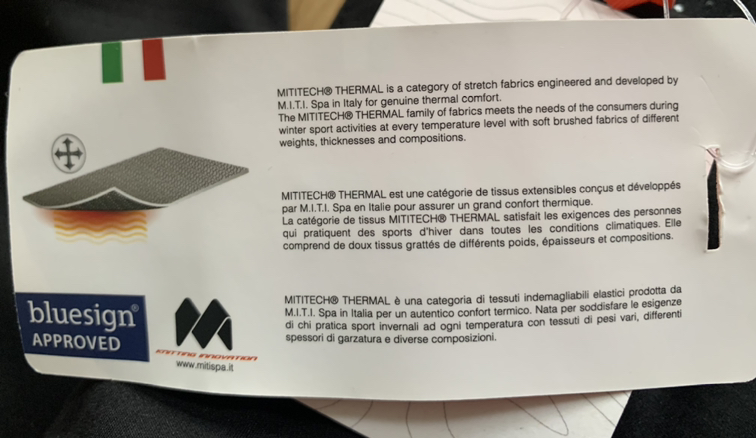 MITITECH® THERMAL is a category of stretch fabrics engineered and developed by
M.I.T.I. Spa in Italy for genuine thermal comfort.
The MITITECH® THERMAL family of fabrics meets the needs of the consumers during
winter sport activities at every temperature level with soft brushed fabrics of different
weights, thicknesses and compositions.
MITITECH® THERMAL est une catégorie de tissus extensibles conçus et développés
par M.I.T.I. Spa en Italie pour assurer un grand confort thermique.
La catégorie de tissus MITITECH® THERMAL satisfait les exigences des personnes
qui pratiquent des sports d'hiver dans toutes les conditions climatiques. Elle
comprend de doux tissus grattés de différents poids, épaisseurs et compositions.
MITITECH® THERMAL è una categoria di tessuti indemagliabili elastici prodotta da
M.I.T.I. Spa in Italia per un autentico confort termico. Nata per soddisfare le esigenze
di chi pratica sport invernali ad ogni temperatura con tessuti di pesi vari, differenti
spessori di garzatura e diverse composizioni.
bluesign®
APPROVED
KNITTING INNOVATION
www.mitispa.it